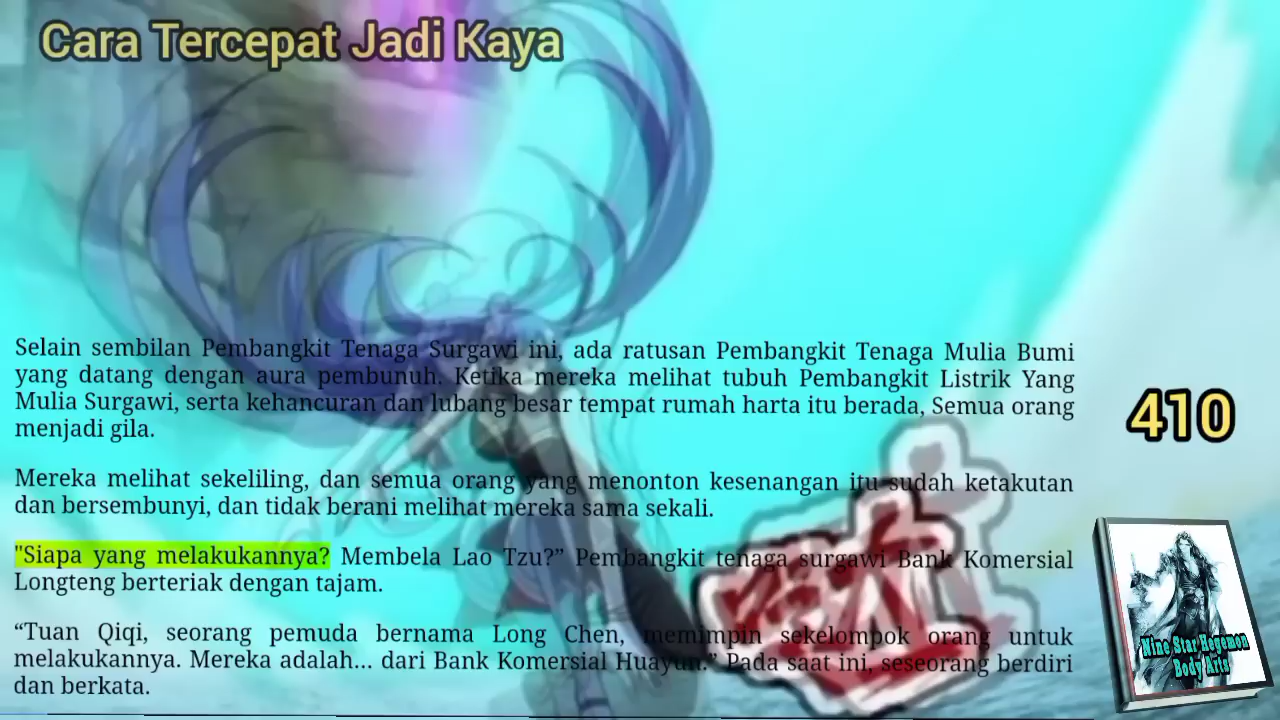 Cara Tercepat Jadi Kaya
Selain sembilan Pembangkit Tenaga Surgawi ini, ada ratusan Pembangkit Tenaga Mulia Bumi
yang datang dengan aura pembunuh. Ketika mereka melihat tubuh Pembangkit Listrik Yang
Mulia Surgawi, serta kehancuran dan lubang besar tempat rumah harta itu berada, Semua orang
menjadi gila.
Mereka melihat sekeliling, dan semua orang yang menonton kesenangan itu sudah ketakutan
dan bersembunyi, dan tidak berani melihat mereka sama sekali.
"Siapa yang melakukannya? Membela Lao Tzu?” Pembangkit tenaga surgawi Bank Komersial
Longteng berteriak dengan tajam.
“Tuan Qiqi, seorang pemuda bernama Long Chen, memimpin sekelompok orang untuk
melakukannya. Mereka adalah... dari Bank Komersial Huayun.” Pada saat ini, seseorang berdiri
dan berkata.
410
Nine Star Hegemon
Body Arts